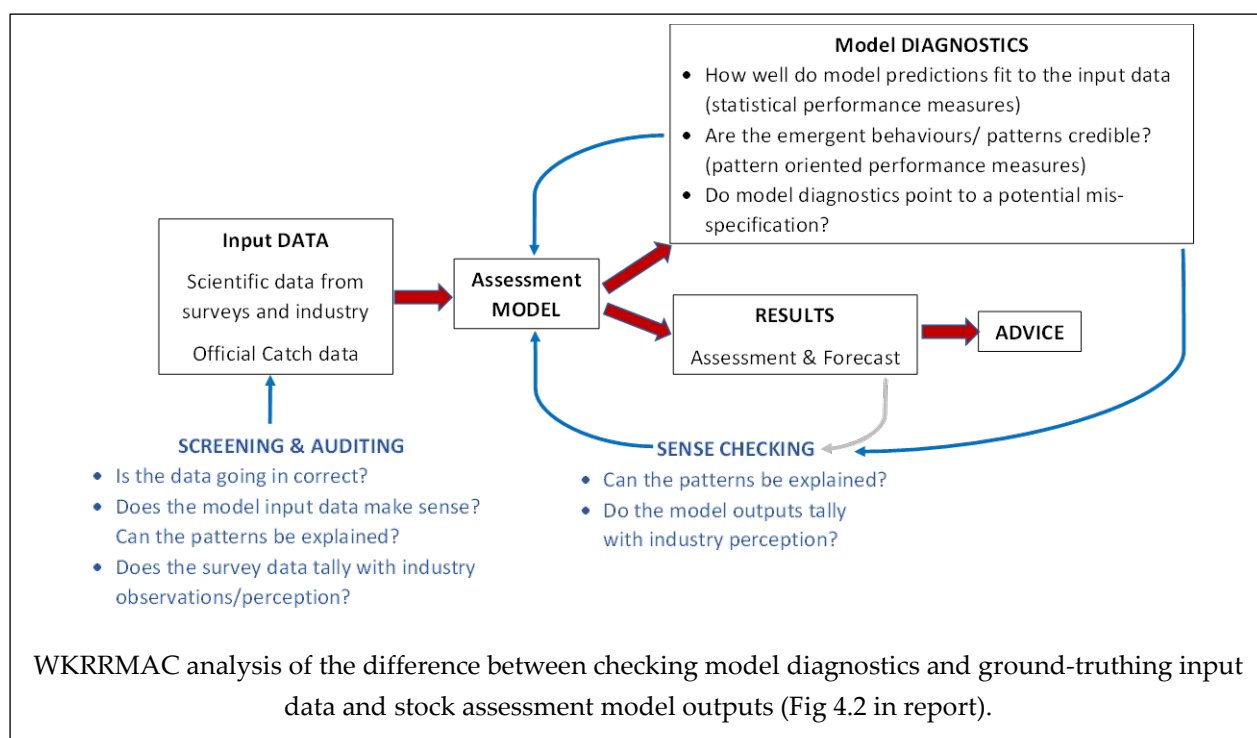 Model DIAGNOSTICS
• How well do model predictions fit to the input data
(statistical performance measures)
• Are the emergent behaviours/ patterns credible?
(pattern oriented performance measures)
• Do model diagnostics point to a potential mis-
specification?
Input DATA
Scientific data from
surveys and industry
Official Catch data
Assessment
MODEL
RESULTS
Assessment & Forecast
ADVICE
SCREENING & AUDITING
• Is the data going in correct?
• Does the model input data make sense?
Can the patterns be explained?
• Does the survey data tally with industry
observations/perception?
SENSE CHECKING
• Can the patterns be explained?
• Do the model outputs tally
with industry perception?
WKRRMAC analysis of the difference between checking model diagnostics and ground-truthing input
data and stock assessment model outputs (Fig 4.2 in report).